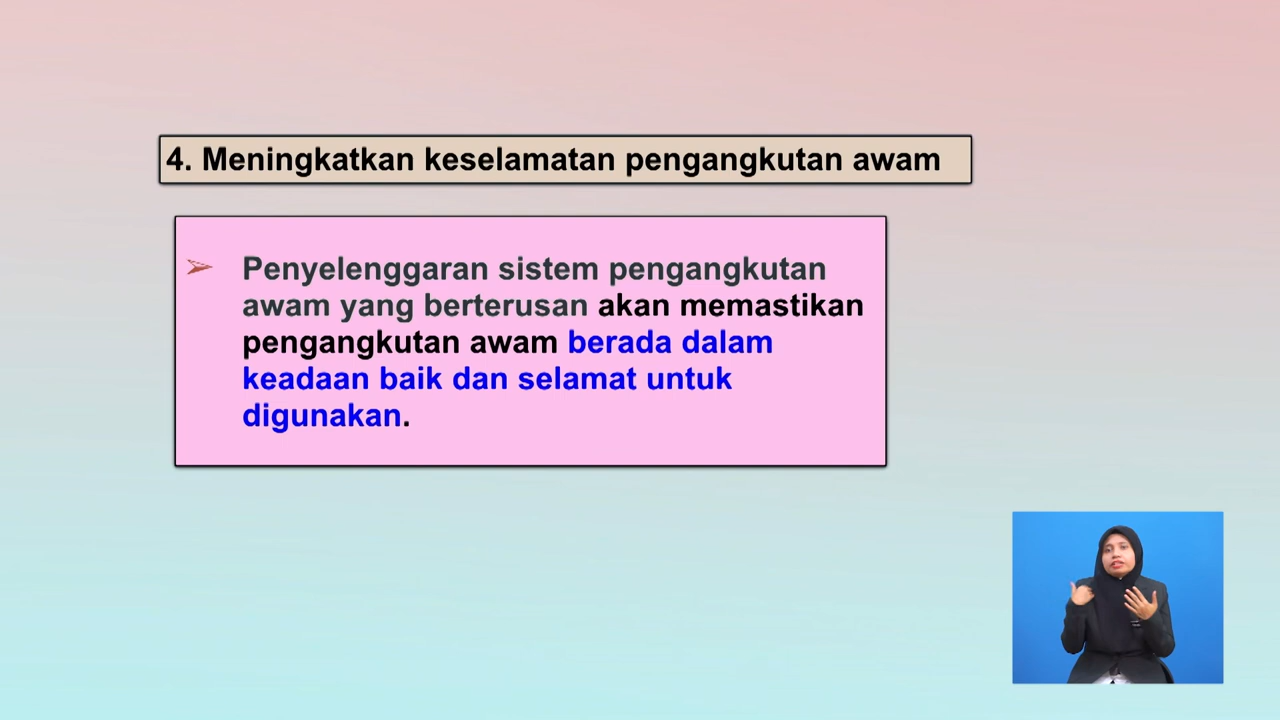 4. Meningkatkan keselamatan pengangkutan awam
➢ Penyelenggaran sistem pengangkutan
awam yang berterusan akan memastikan
pengangkutan awam berada dalam
keadaan baik dan selamat untuk
digunakan.